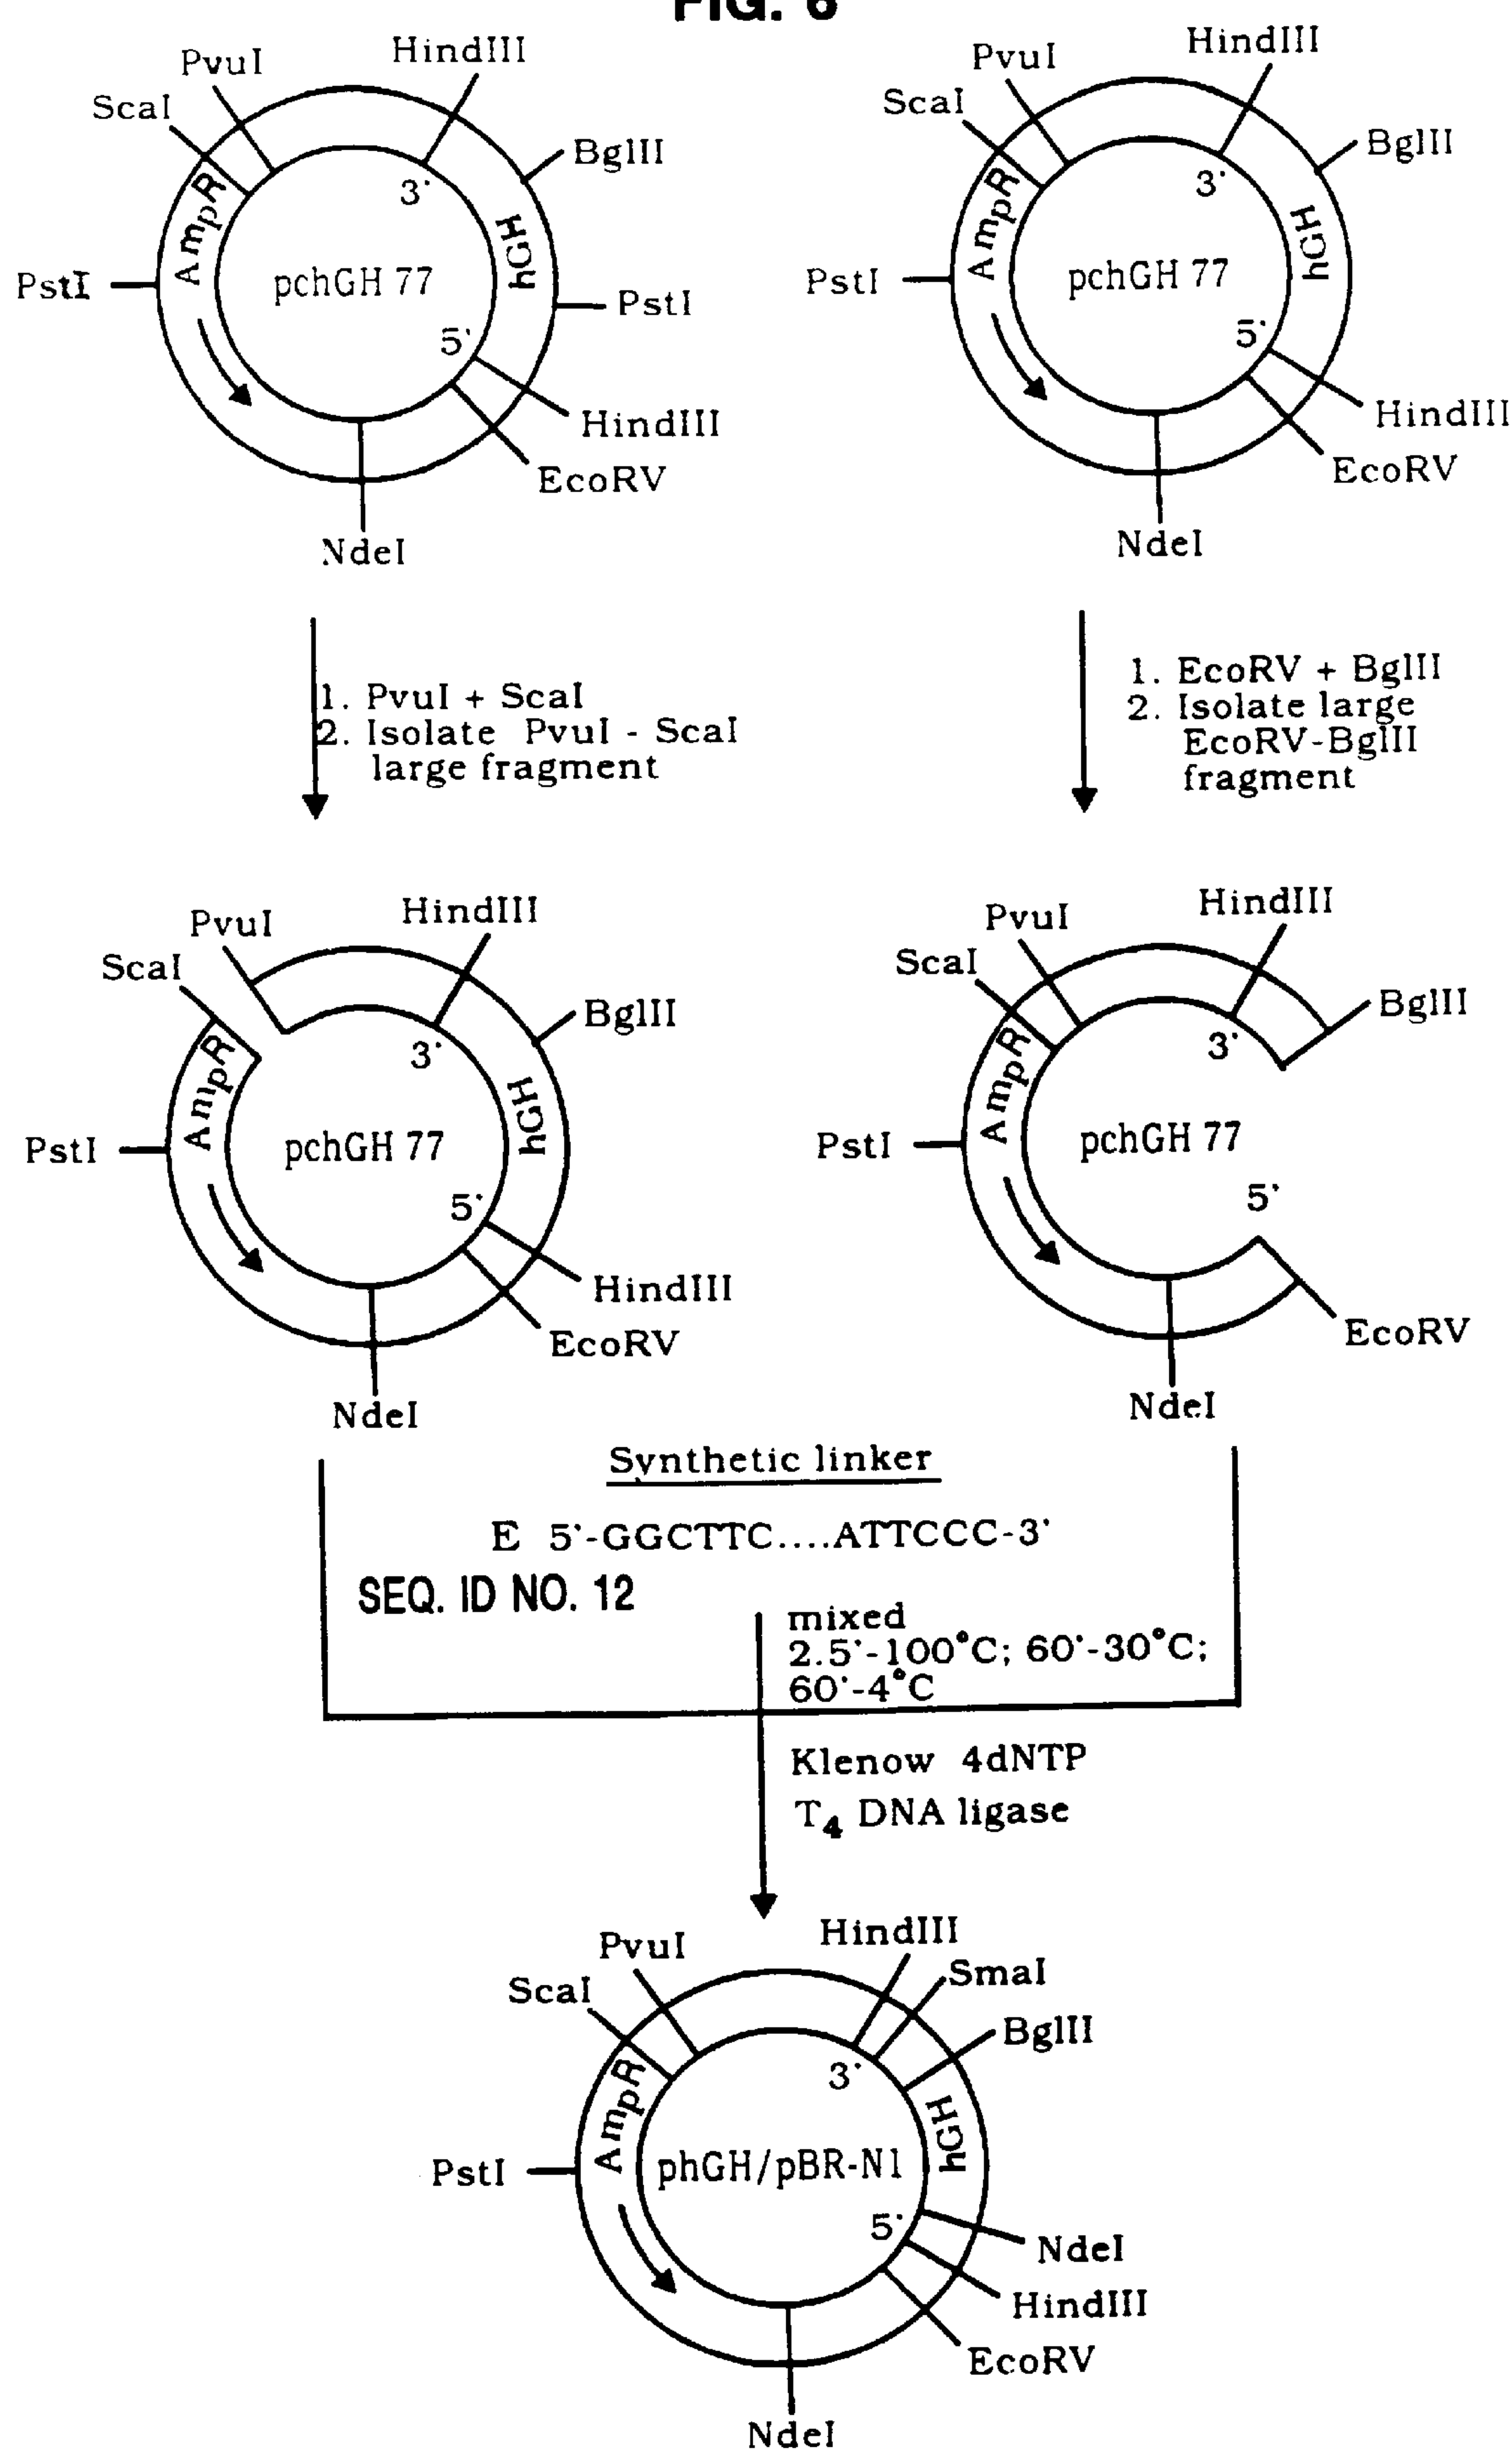 FIG. 6
PvuI
HindIII
ScaI
BglII
AmpR
3'
hGH
PstI
pchGH 77
PstI
5'
HindIII
EcoRV
NdeI
PvuI
HindIII
ScaI
BglII
AmpR
3'
hGH
PstI
pchGH 77
5'
HindIII
EcoRV
NdeI
1. PvuI + ScaI
2. Isolate PvuI - ScaI
large fragment
1. EcoRV + BglII
2. Isolate large
EcoRV-BglII
fragment
PvuI
HindIII
ScaI
BglII
AmpR
3'
hGH
PstI
pchGH 77
5'
HindIII
EcoRV
NdeI
PvuI
HindIII
ScaI
BglII
AmpR
3'
PstI
pchGH 77
5'
EcoRV
NdeI
Synthetic linker
E 5'-GGCTTC....ATTCCC-3'
SEQ. ID NO. 12
mixed
2.5'-100°C; 60'-30°C;
60'-4°C
Klenow 4dNTP
T4 DNA ligase
PvuI
HindIII
ScaI
SmaI
BglII
AmpR
3'
hGH
PstI
phGH/pBR-N1
5'
NdeI
HindIII
EcoRV
NdeI